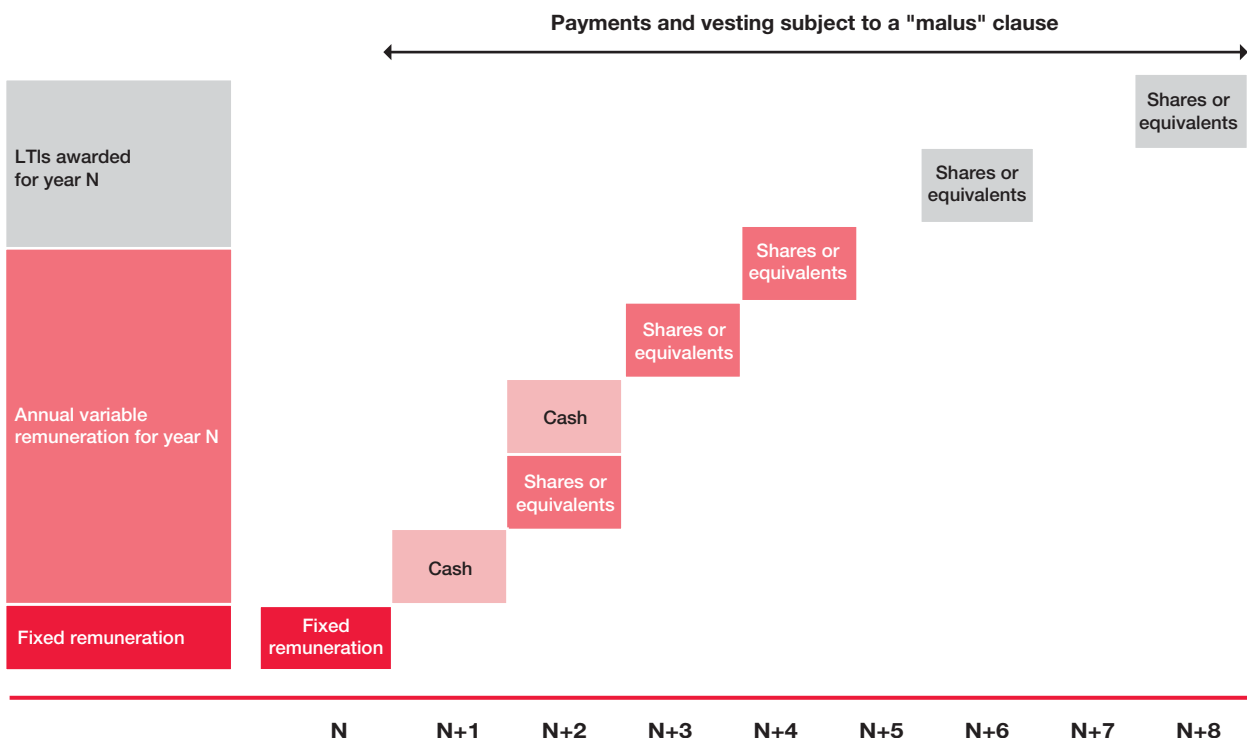 Payments and vesting subject to a "malus" clause
Shares or
equivalents
LTIs awarded
for year N
Shares or
equivalents
Shares or
equivalents
Shares or
equivalents
Annual variable
remuneration for year N
Cash
Shares or
equivalents
Cash
Fixed remuneration
Fixed
remuneration
N N+1 N+2 N+3 N+4 N+5 N+6 N+7 N+8